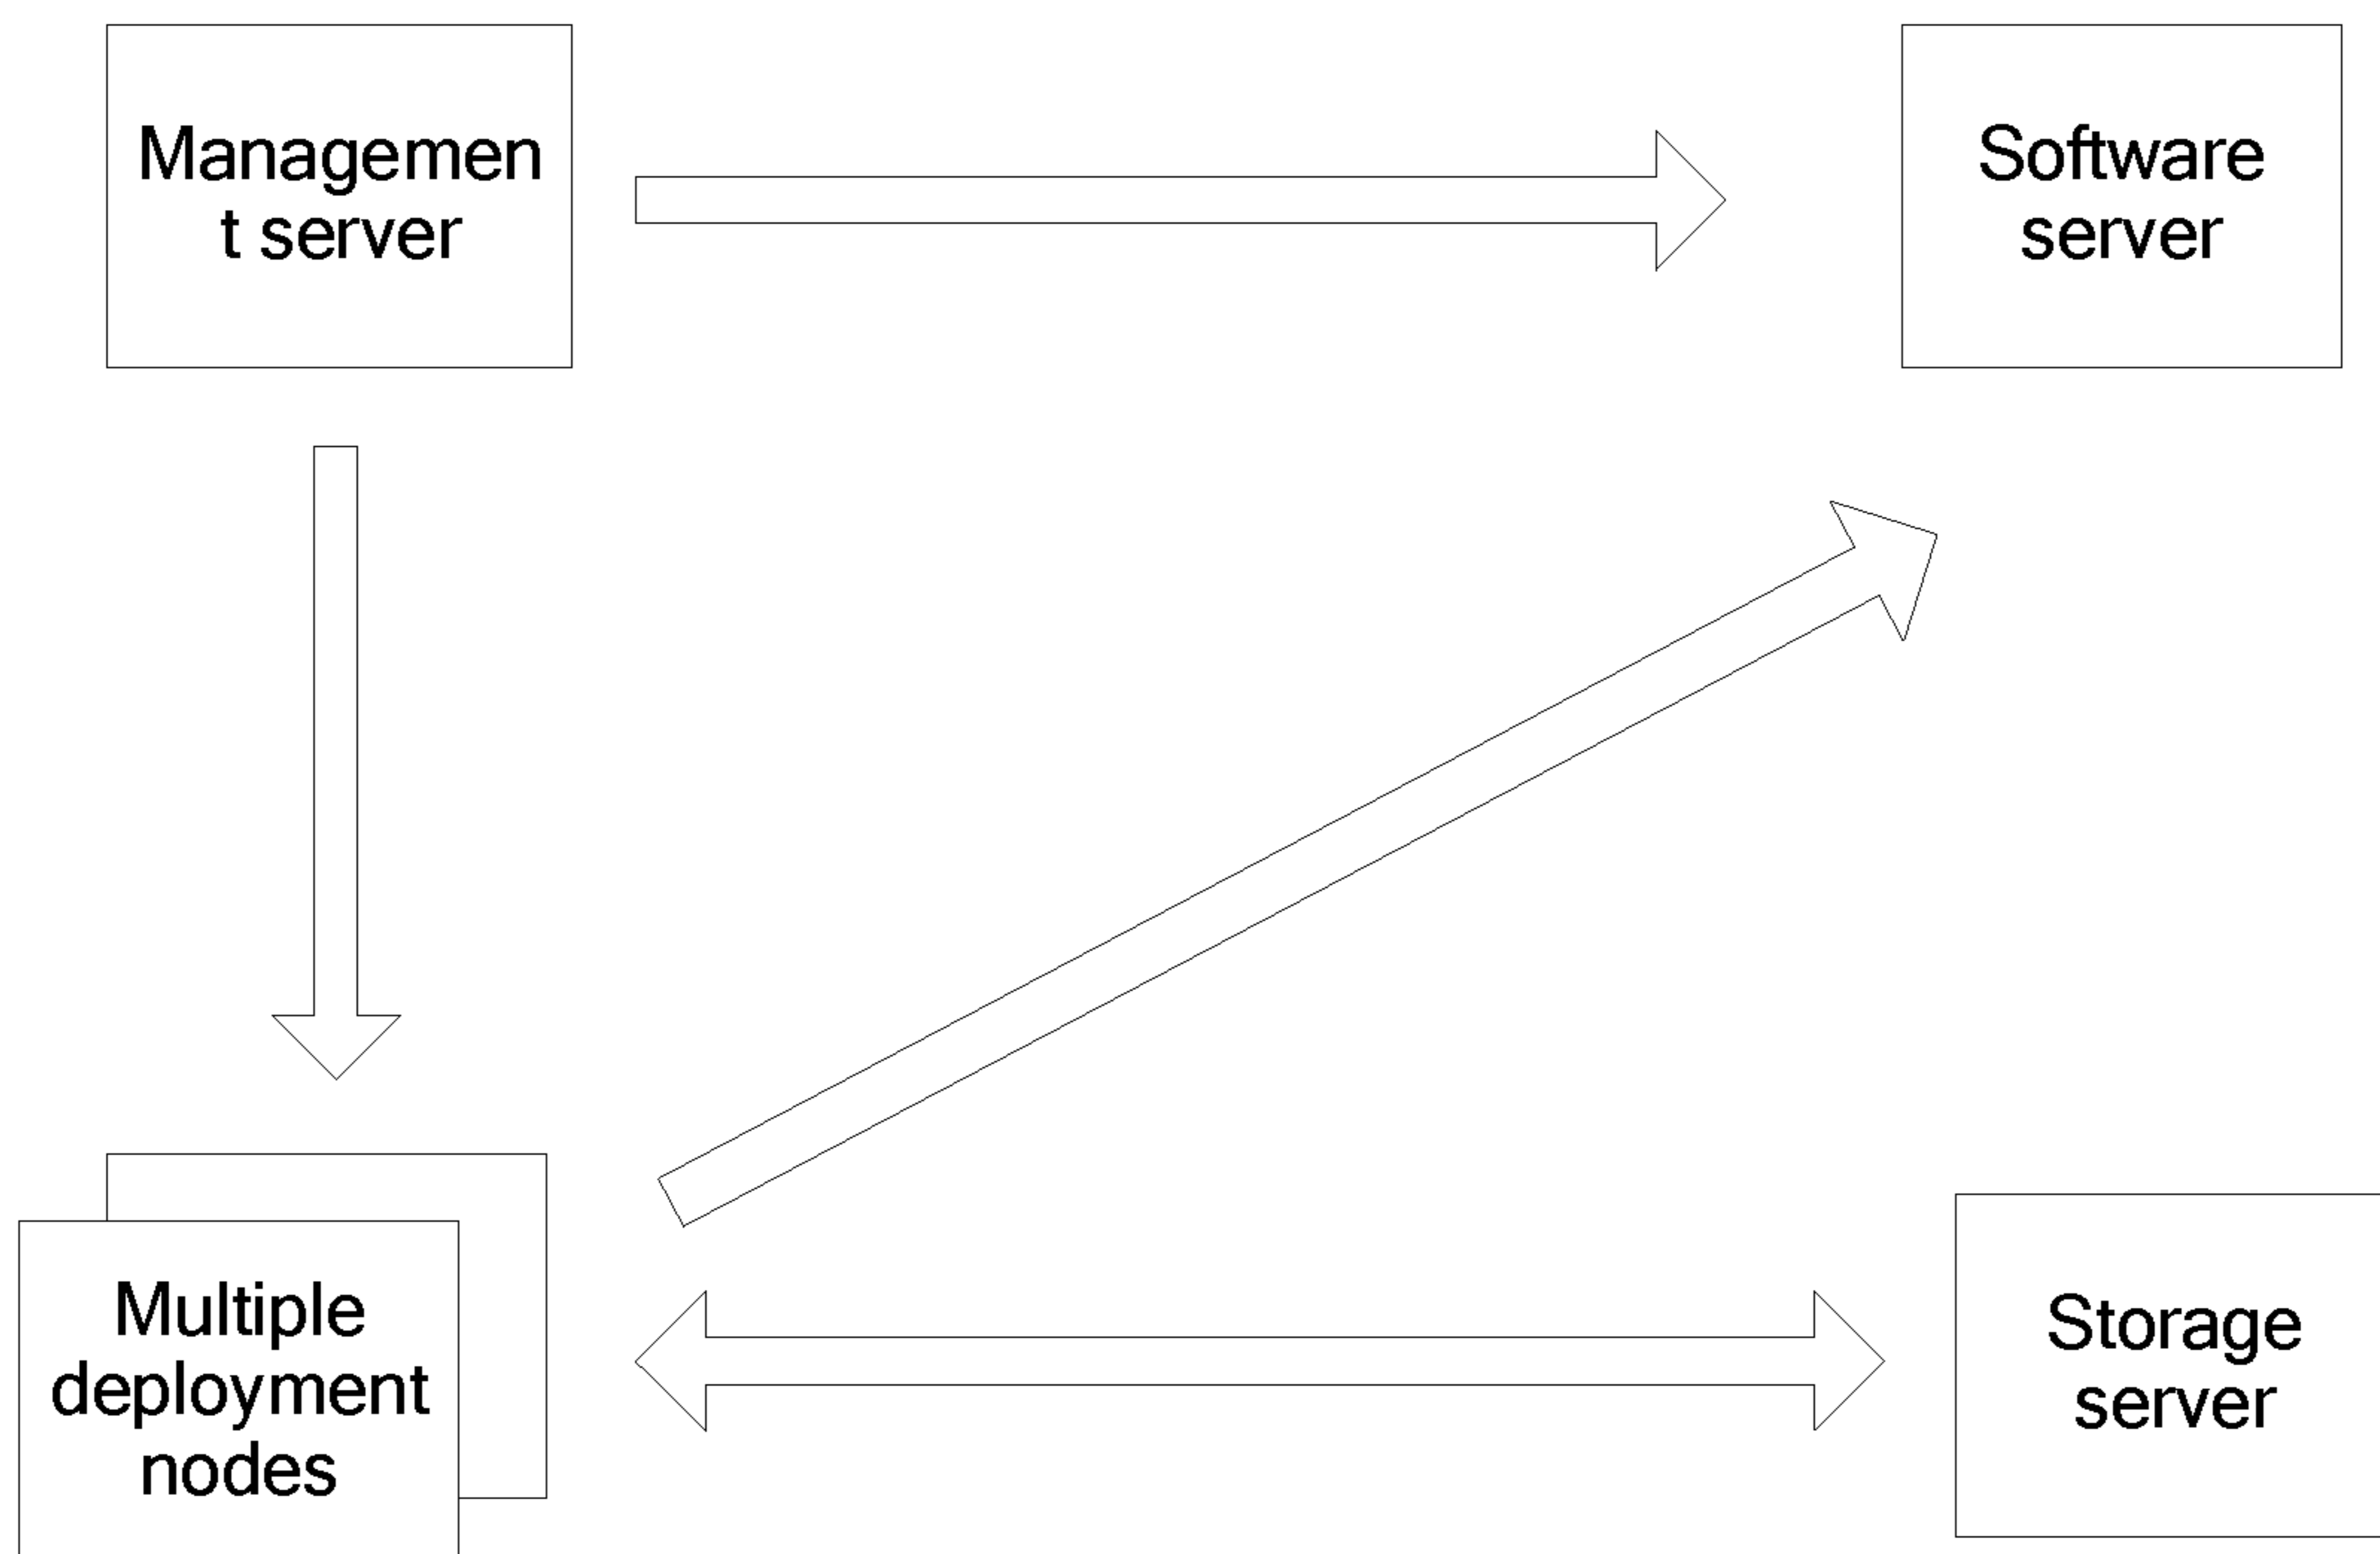 Managemen
t server
Software
server
Multiple
deployment
nodes
Storage
server